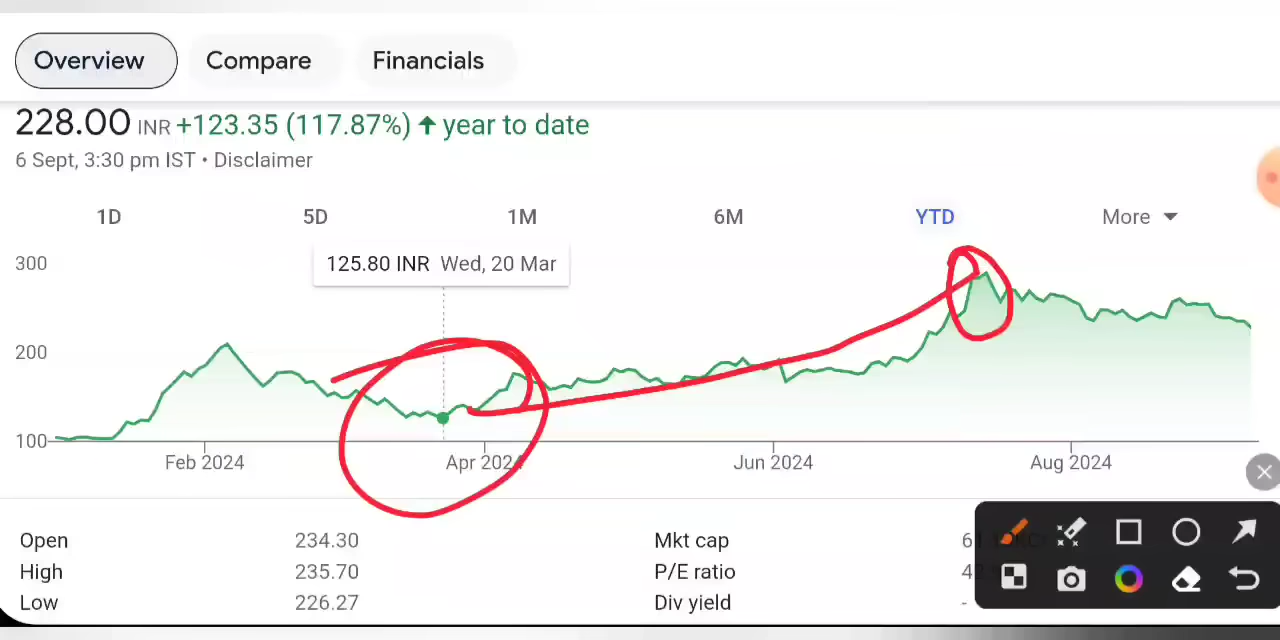 Overview Compare Financials
228.00 INR +123.35 (117.87%) ↑ year to date
6 Sept, 3:30 pm IST • Disclaimer
1D 5D 1M 6M YTD More
125.80 INR Wed, 20 Mar
300
200
100
Feb 2024 Apr 2024 Jun 2024 Aug 2024
Open 234.30 Mkt cap
High 235.70 P/E ratio
Low 226.27 Div yield -